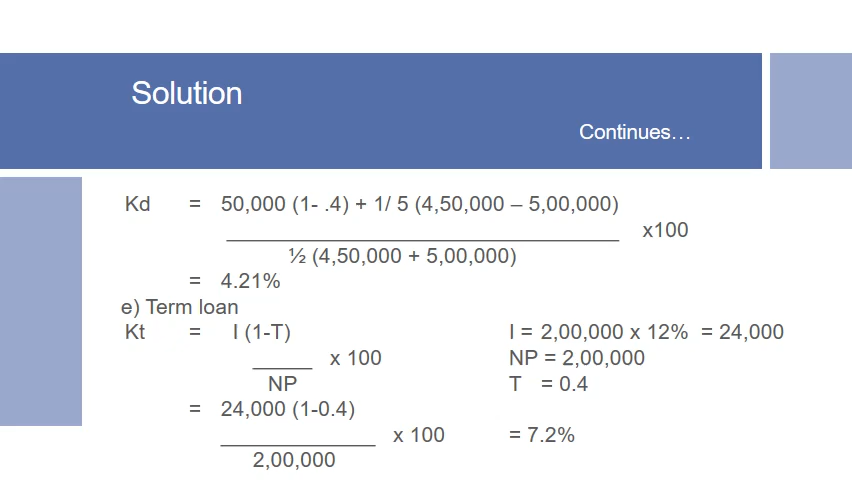 Solution
Continues…
Kd = 50,000 (1- .4) + 1/ 5 (4,50,000 – 5,00,000)
x100
½ (4,50,000 + 5,00,000)
= 4.21%
e) Term loan
Kt = I (1-T) I = 2,00,000 x 12% = 24,000
x 100 NP = 2,00,000
NP T = 0.4
= 24,000 (1-0.4)
x 100 = 7.2%
2,00,000